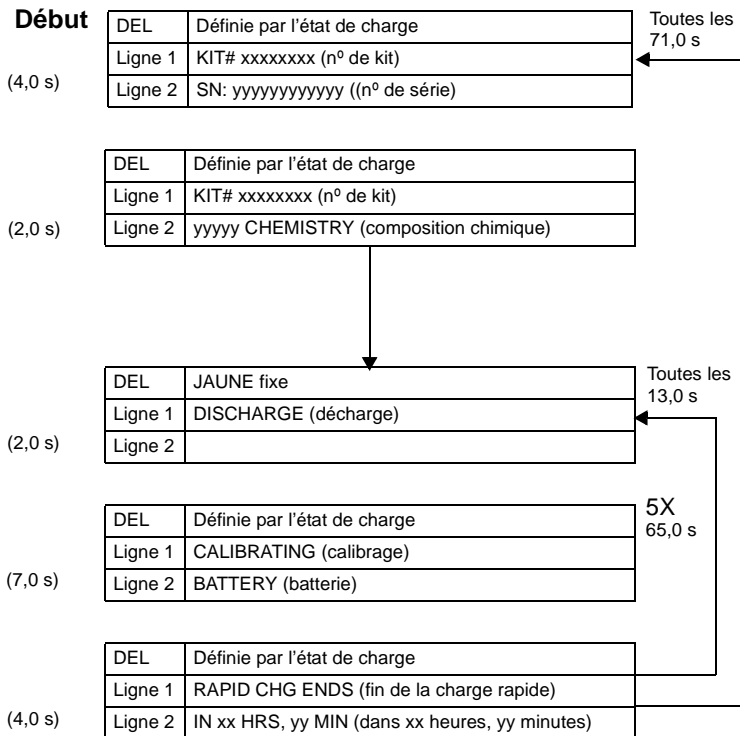 Début
DEL Définie par l'état de charge
Toutes les
71,0 s
Ligne 1 KIT# xxxxxxxx (nº de kit)
(4,0 s)
Ligne 2 SN: yyyyyyyyyyyy ((nº de série)
DEL Définie par l'état de charge
Ligne 1 KIT# xxxxxxxx (nº de kit)
(2,0 s)
Ligne 2 yyyyy CHEMISTRY (composition chimique)
DEL JAUNE fixe
Toutes les
13,0 s
Ligne 1 DISCHARGE (décharge)
(2,0 s)
Ligne 2
DEL Définie par l'état de charge
5X
65,0 s
Ligne 1 CALIBRATING (calibrage)
(7,0 s)
Ligne 2 BATTERY (batterie)
DEL Définie par l'état de charge
Ligne 1 RAPID CHG ENDS (fin de la charge rapide)
(4,0 s)
Ligne 2 IN xx HRS, yy MIN (dans xx heures, yy minutes)